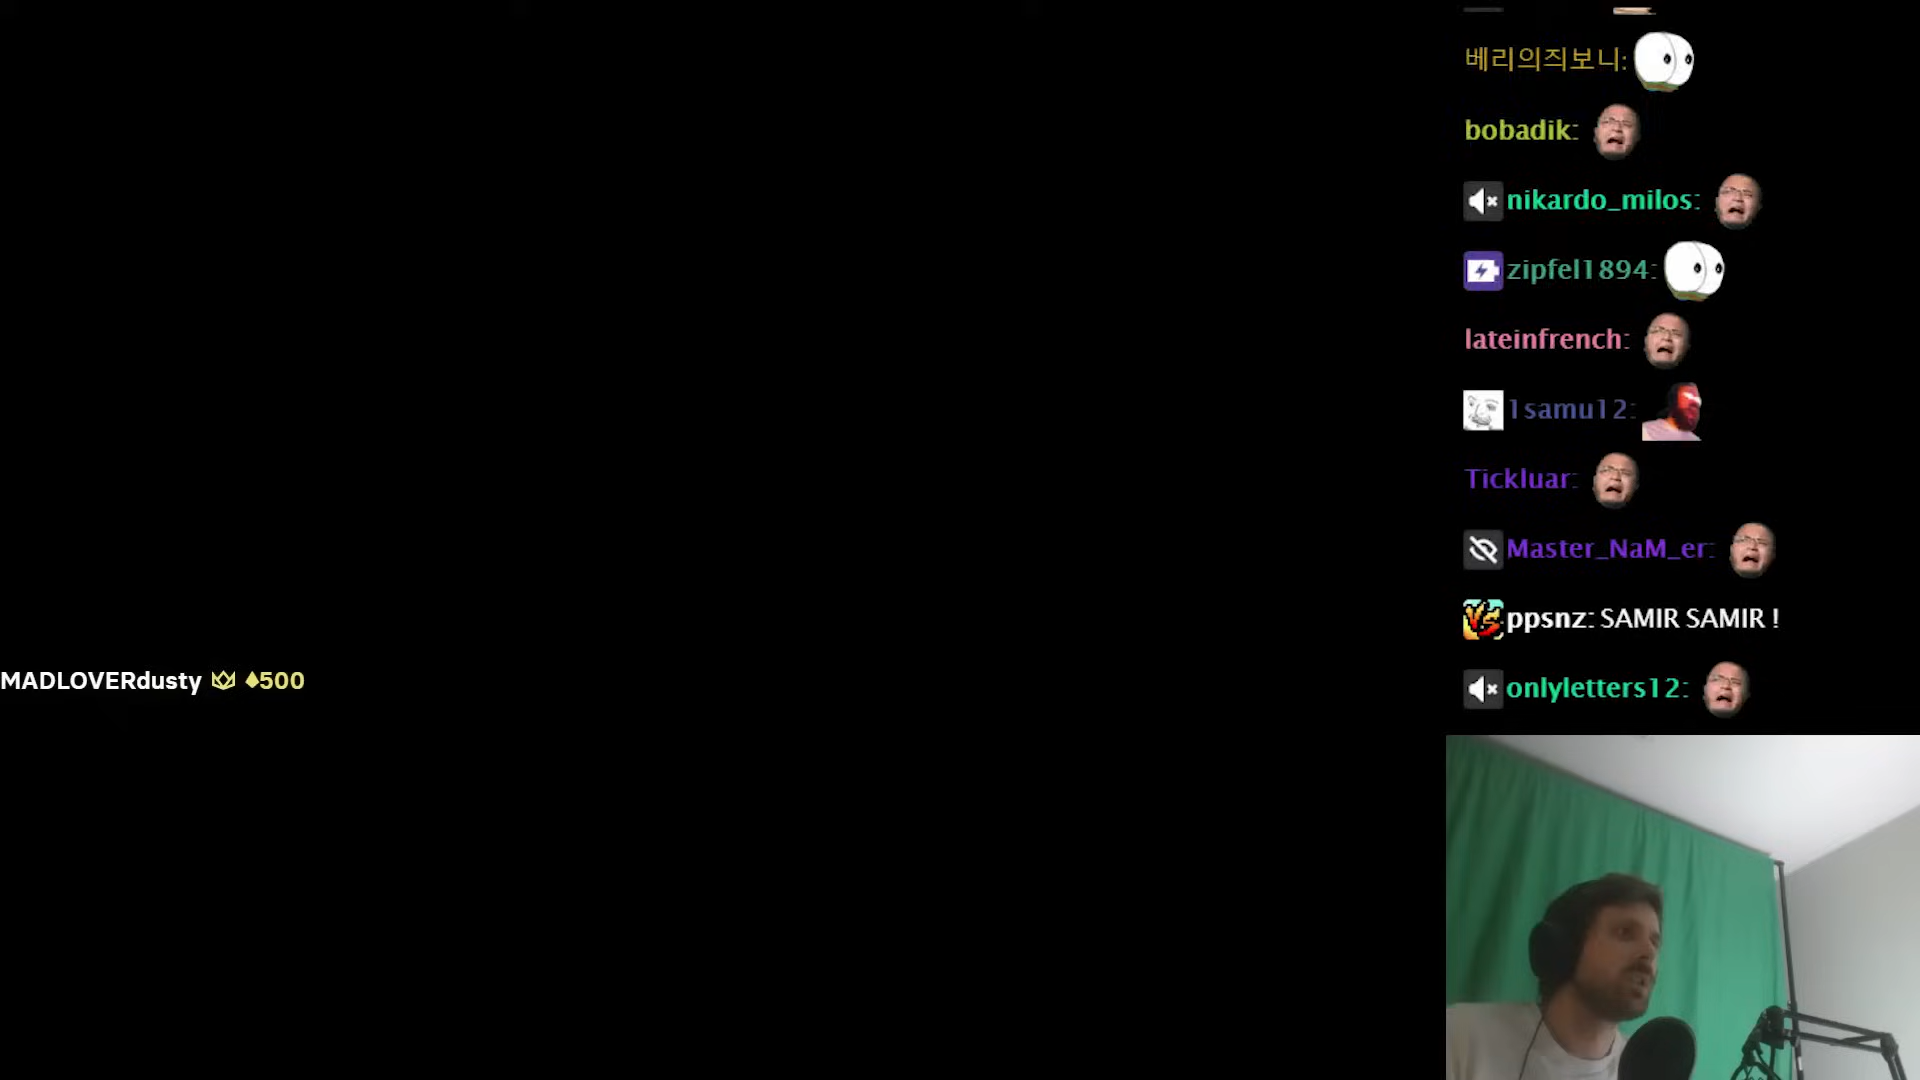 베리의직보니:
bobadik:
nikardo_milos:
zipfel1894:
lateinfrench:
1samu12:
Tickluar:
Master_NaM_er:
ppsnz: SAMIR SAMIR !
MADLOVERdusty 500
onlyletters12: